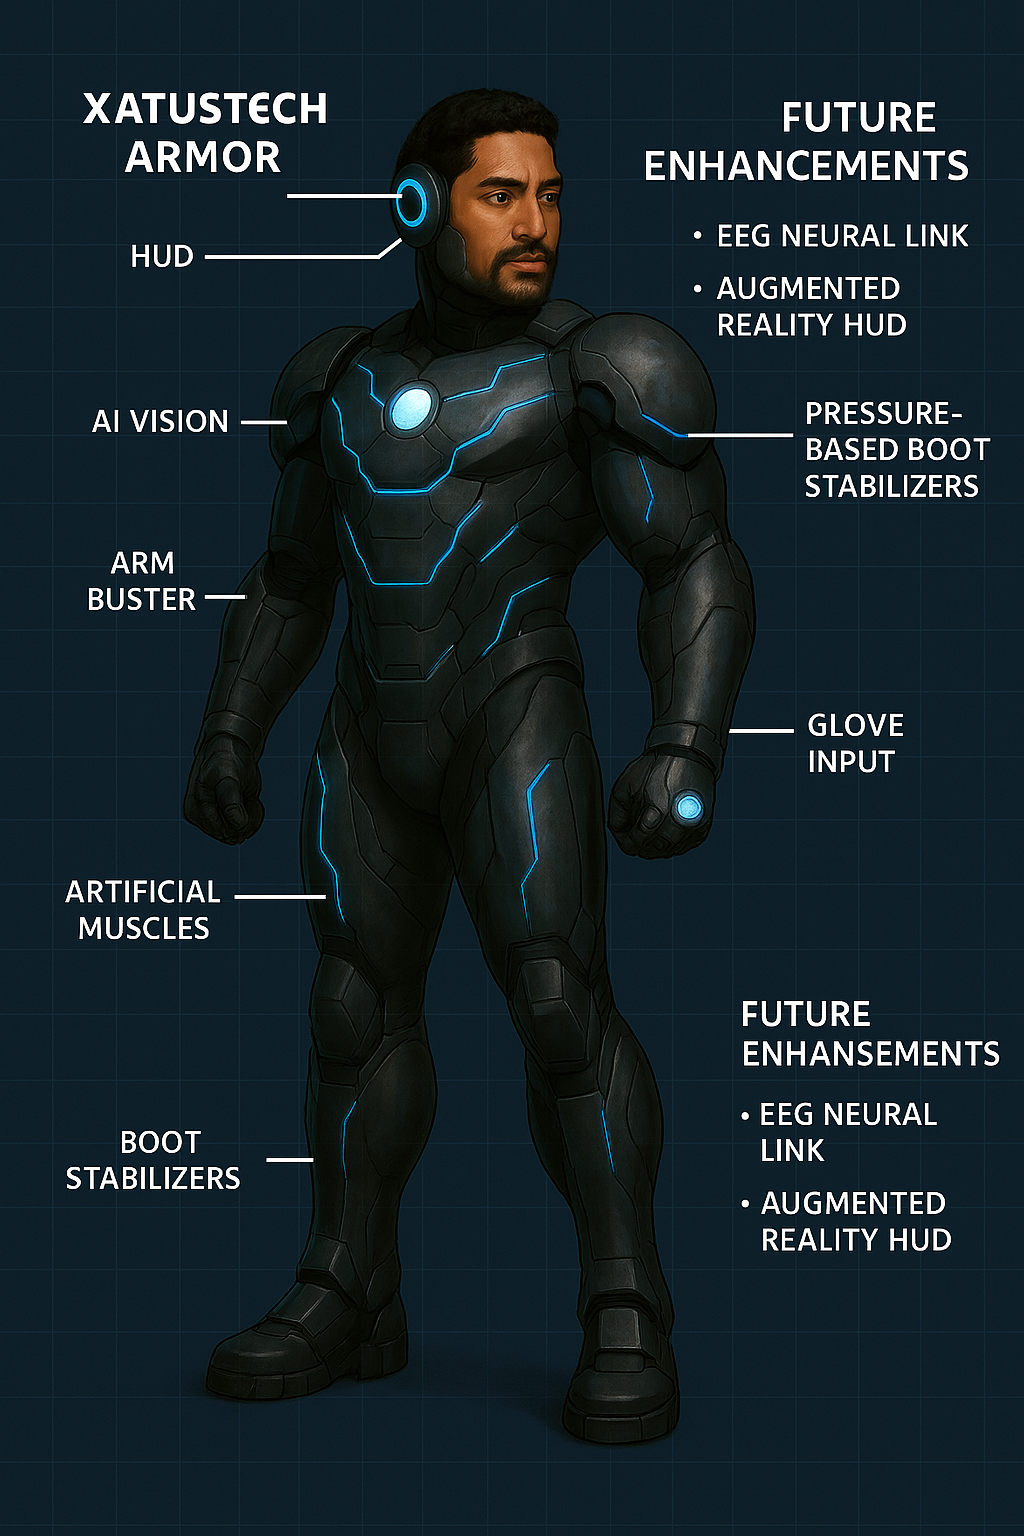 XATUSTECH
ARMOR
HUD
AI VISION
ARM
BUSTER
ARTIFICIAL
MUSCLES
BOOT
STABILIZERS
FUTURE
ENHANCEMENTS
• EEG NEURAL LINK
• AUGMENTED
REALITY HUD
PRESSURE-
BASED BOOT
STABILIZERS
GLOVE
INPUT
FUTURE
ENHANSEMENTS
• EEG NEURAL
LINK
• AUGMENTED
REALITY HUD